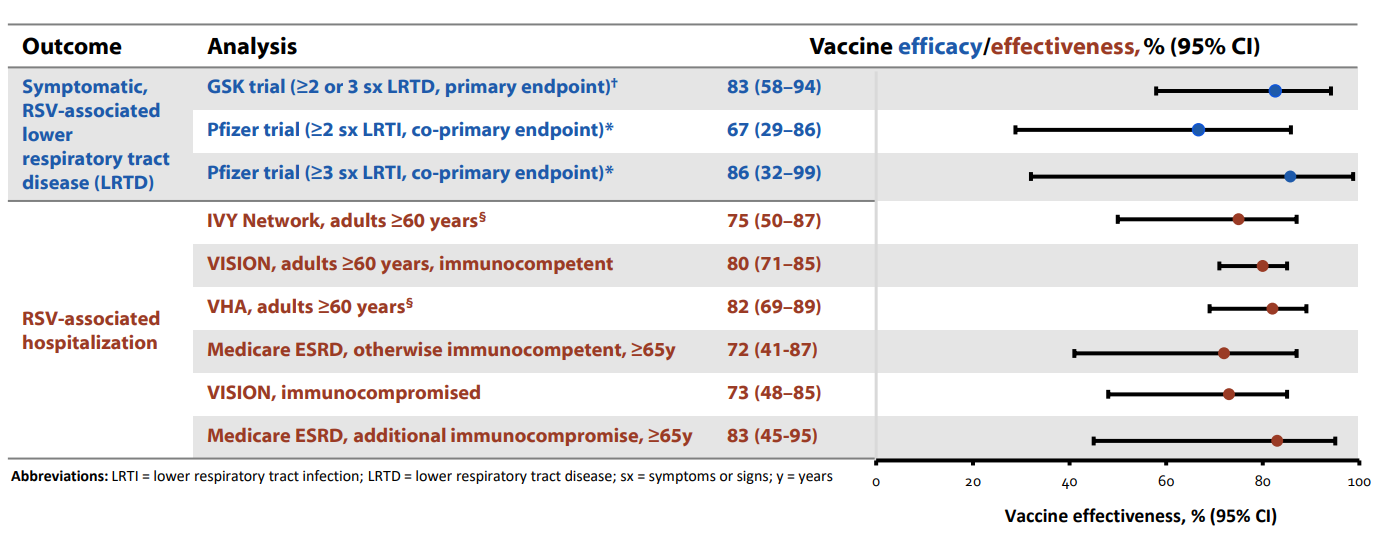 Outcome Analysis Vaccine efficacy/effectiveness, % (95% CI)
Symptomatic,
RSV-associated
lower
respiratory tract
disease (LRTD)
GSK trial (≥2 or 3 sx LRTD, primary endpoint)† 83 (58–94)
Pfizer trial (≥2 sx LRTI, co-primary endpoint)* 67 (29–86)
Pfizer trial (≥3 sx LRTI, co-primary endpoint)* 86 (32–99)
RSV-associated
hospitalization
IVY Network, adults ≥60 years§ 75 (50–87)
VISION, adults ≥60 years, immunocompetent 80 (71–85)
VHA, adults ≥60 years§ 82 (69–89)
Medicare ESRD, otherwise immunocompetent, ≥65y 72 (41-87)
VISION, immunocompromised 73 (48–85)
Medicare ESRD, additional immunocompromise, ≥65y 83 (45-95)
Abbreviations: LRTI = lower respiratory tract infection; LRTD = lower respiratory tract disease; sx = symptoms or signs; y = years
0 20 40 60 80 100
Vaccine effectiveness, % (95% CI)